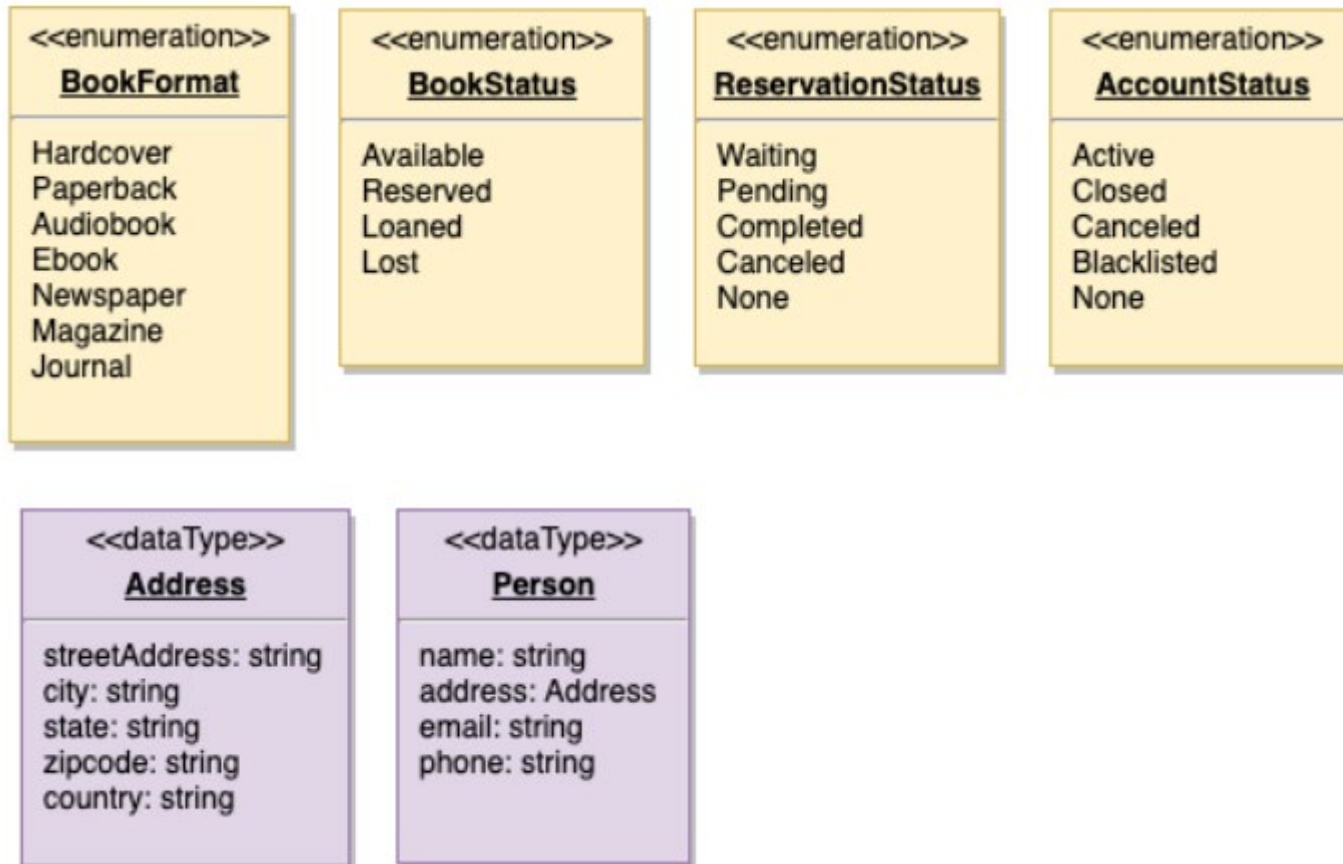 <<enumeration>>
BookFormat
Hardcover
Paperback
Audiobook
Ebook
Newspaper
Magazine
Journal
<<enumeration>>
BookStatus
Available
Reserved
Loaned
Lost
<<enumeration>>
ReservationStatus
Waiting
Pending
Completed
Canceled
None
<<enumeration>>
AccountStatus
Active
Closed
Canceled
Blacklisted
None
<<dataType>>
Address
streetAddress: string
city: string
state: string
zipcode: string
country: string
<<dataType>>
Person
name: string
address: Address
email: string
phone: string